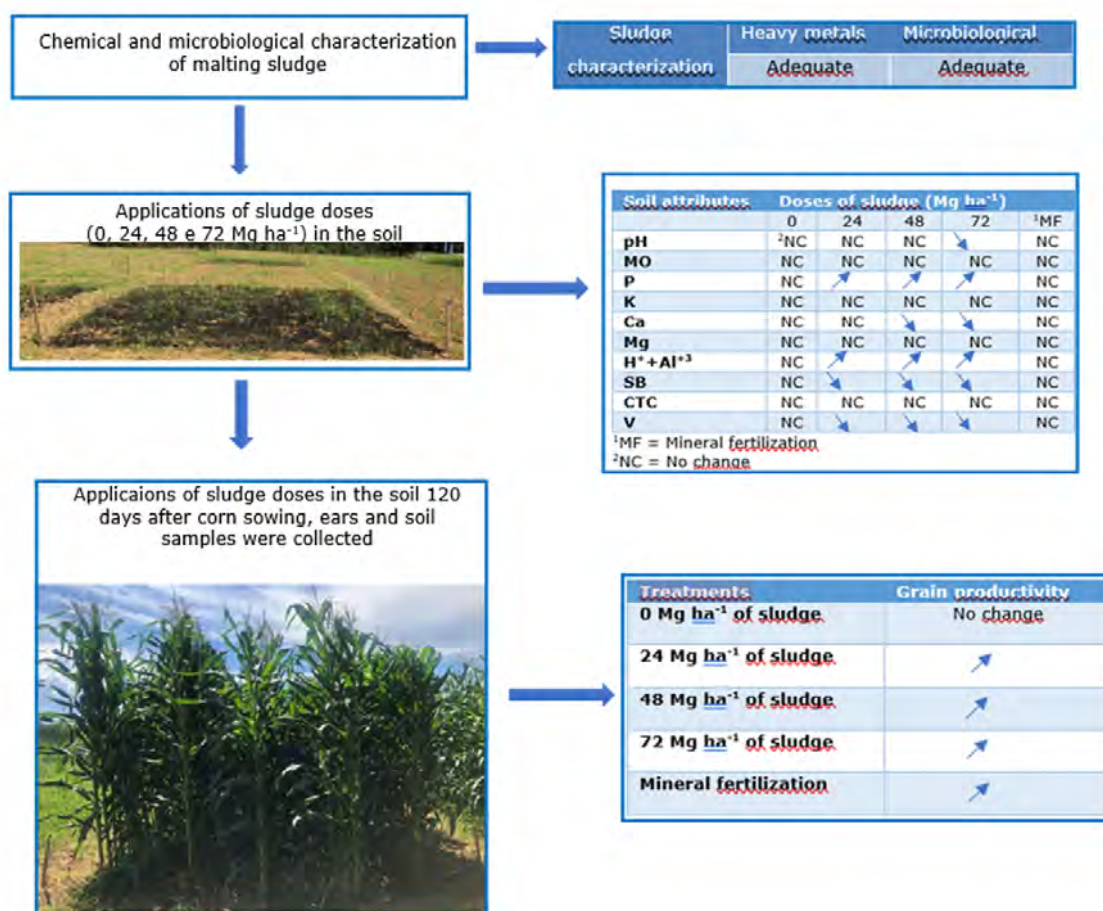 Chemical and microbiological characterization
of malting sludge
Sludge Heavy metals Microbiological
characterization Adequate Adequate
Applications of sludge doses
(0, 24, 48 e 72 Mg ha⁻¹) in the soil
Soil attributes Doses of sludge (Mg ha⁻¹)
0 24 48 72 ¹MF
pH ²NC NC NC NC
MO NC NC NC NC NC
P NC NC
K NC NC NC NC NC
Ca NC NC NC
Mg NC NC NC NC NC
H⁺+Al⁺³ NC NC
SB NC NC
CTC NC NC NC NC NC
V NC NC
¹MF = Mineral fertilization
²NC = No change
Applicaions of sludge doses in the soil 120
days after corn sowing, ears and soil
samples were collected
Treatments Grain productivity
0 Mg ha⁻¹ of sludge No change
24 Mg ha⁻¹ of sludge
48 Mg ha⁻¹ of sludge
72 Mg ha⁻¹ of sludge
Mineral fertilization